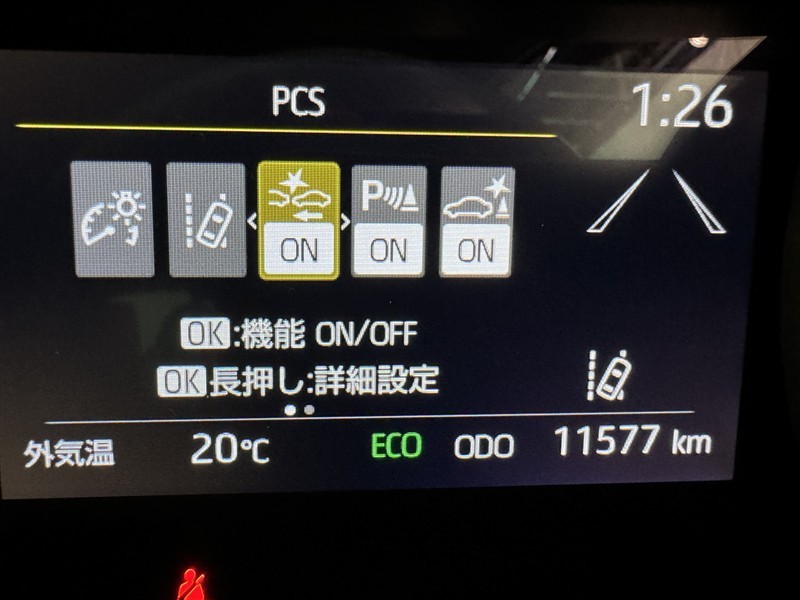 PCS
1:26
P
ON ON ON
OK:機能 ON/OFF
OK長押し:詳細設定
外気温 20℃ ECO ODO 11577 km